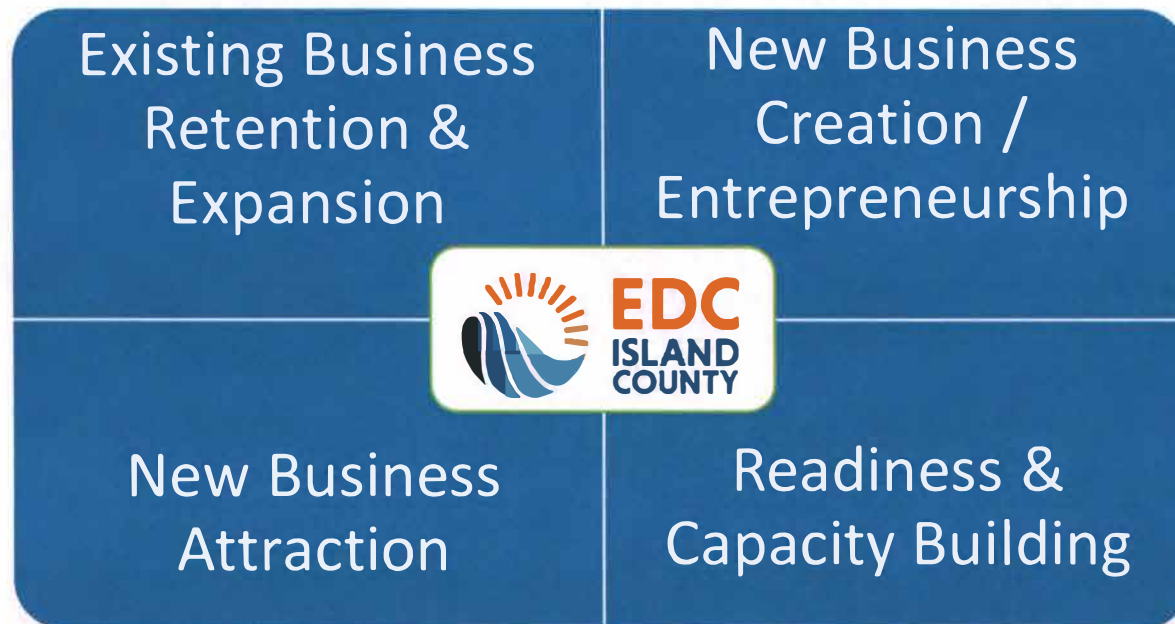 Existing Business
Retention &
Expansion
New Business
Creation /
Entrepreneurship
EDC
ISLAND
COUNTY
New Business
Attraction
Readiness &
Capacity Building